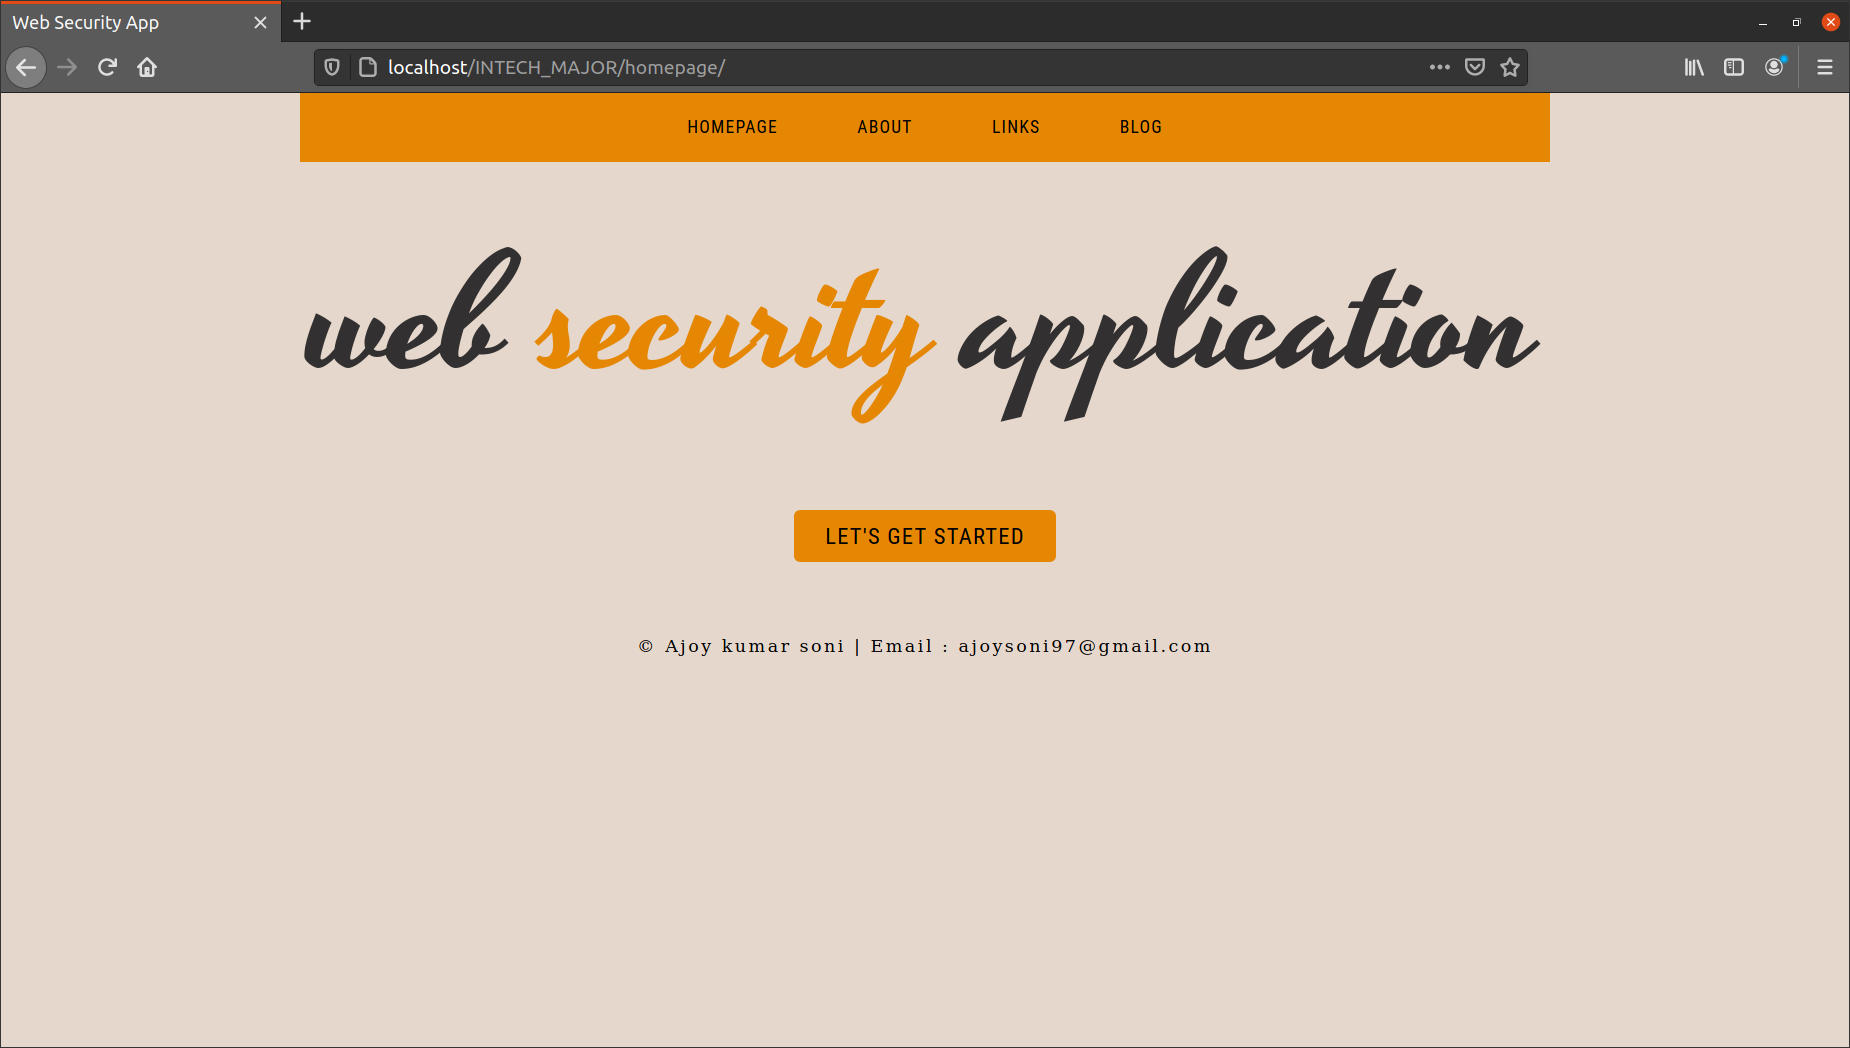 Web Security App
localhost/INTECH_MAJOR/homepage/
HOMEPAGE ABOUT LINKS BLOG
web security application
LET'S GET STARTED
© Ajoy kumar soni | Email : ajoysoni97@gmail.com